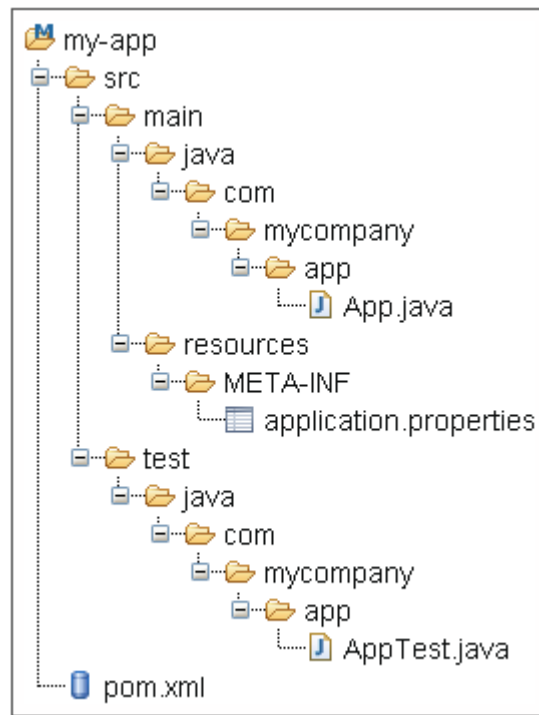 my-app
src
main
java
com
mycompany
app
App.java
resources
META-INF
application.properties
test
java
com
mycompany
app
AppTest.java
pom.xml